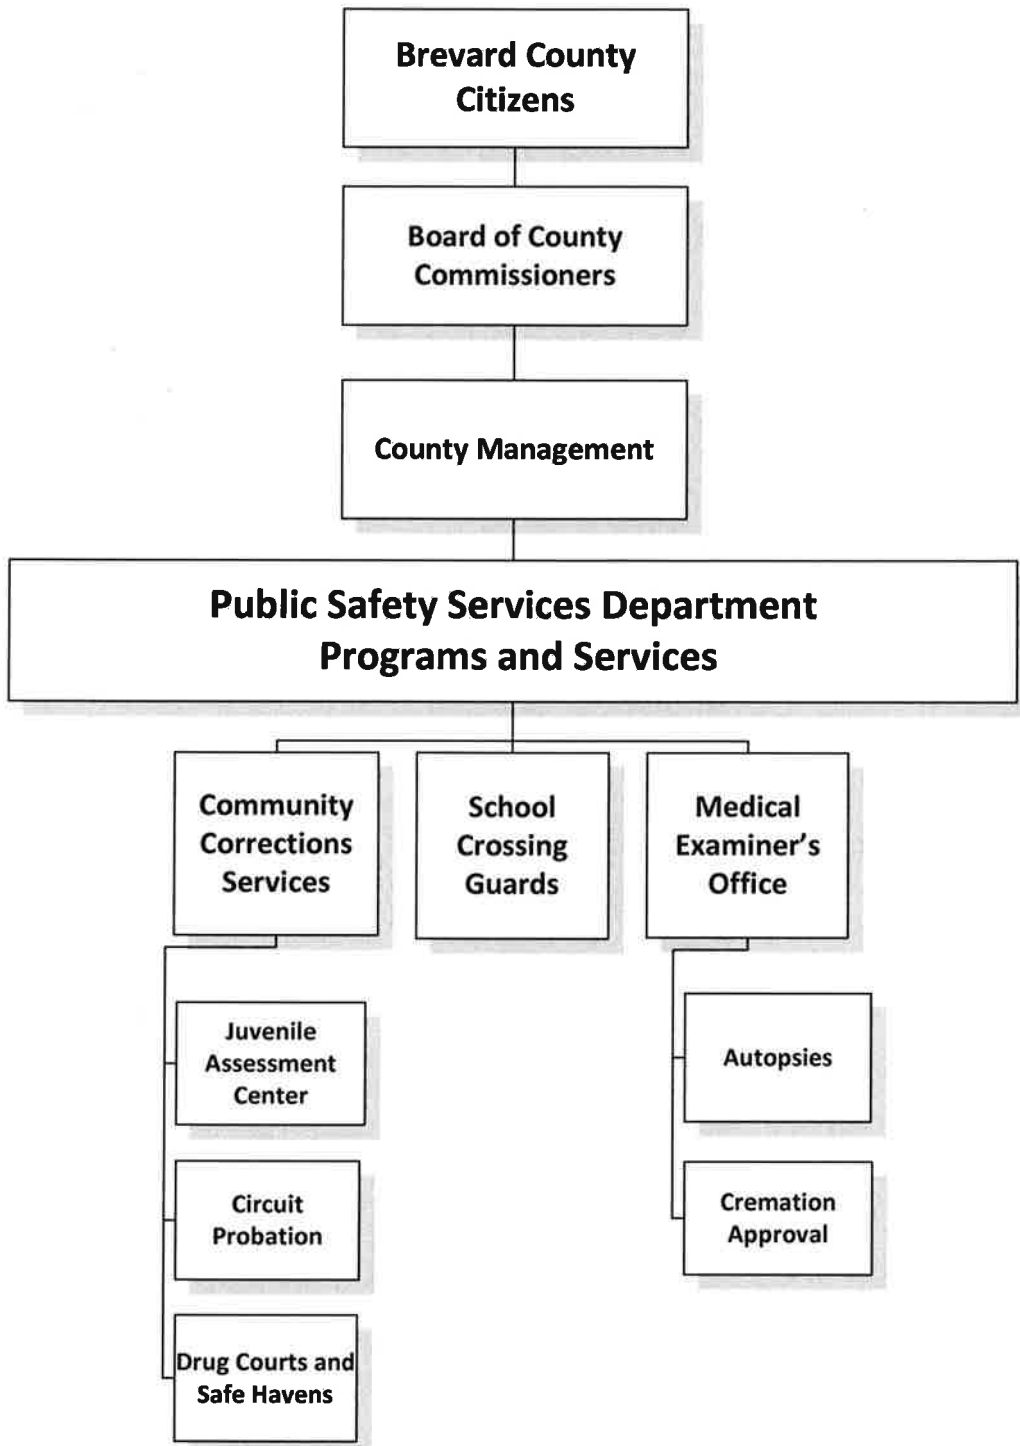 Brevard County
Citizens
Board of County
Commissioners
County Management
Public Safety Services Department
Programs and Services
Community
Corrections
Services
School
Crossing
Guards
Medical
Examiner's
Office
Juvenile
Assessment
Center
Circuit
Probation
Drug Courts and
Safe Havens
Autopsies
Cremation
Approval